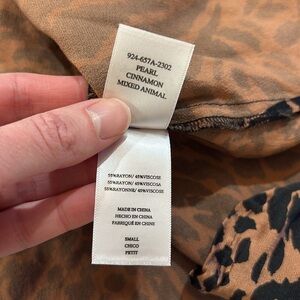 924-657A-2302
PEARL
CINNAMON
MIXED ANIMAL
55%RAYON/ 45%VISCOSE
55%RAYON/ 45%VISCOSA
55%RAYONNE/ 45%VISCOSE
MADE IN CHINA
HECHO EN CHINA
FABRIQUÉ EN CHINE
SMALL
CHICO
PETIT